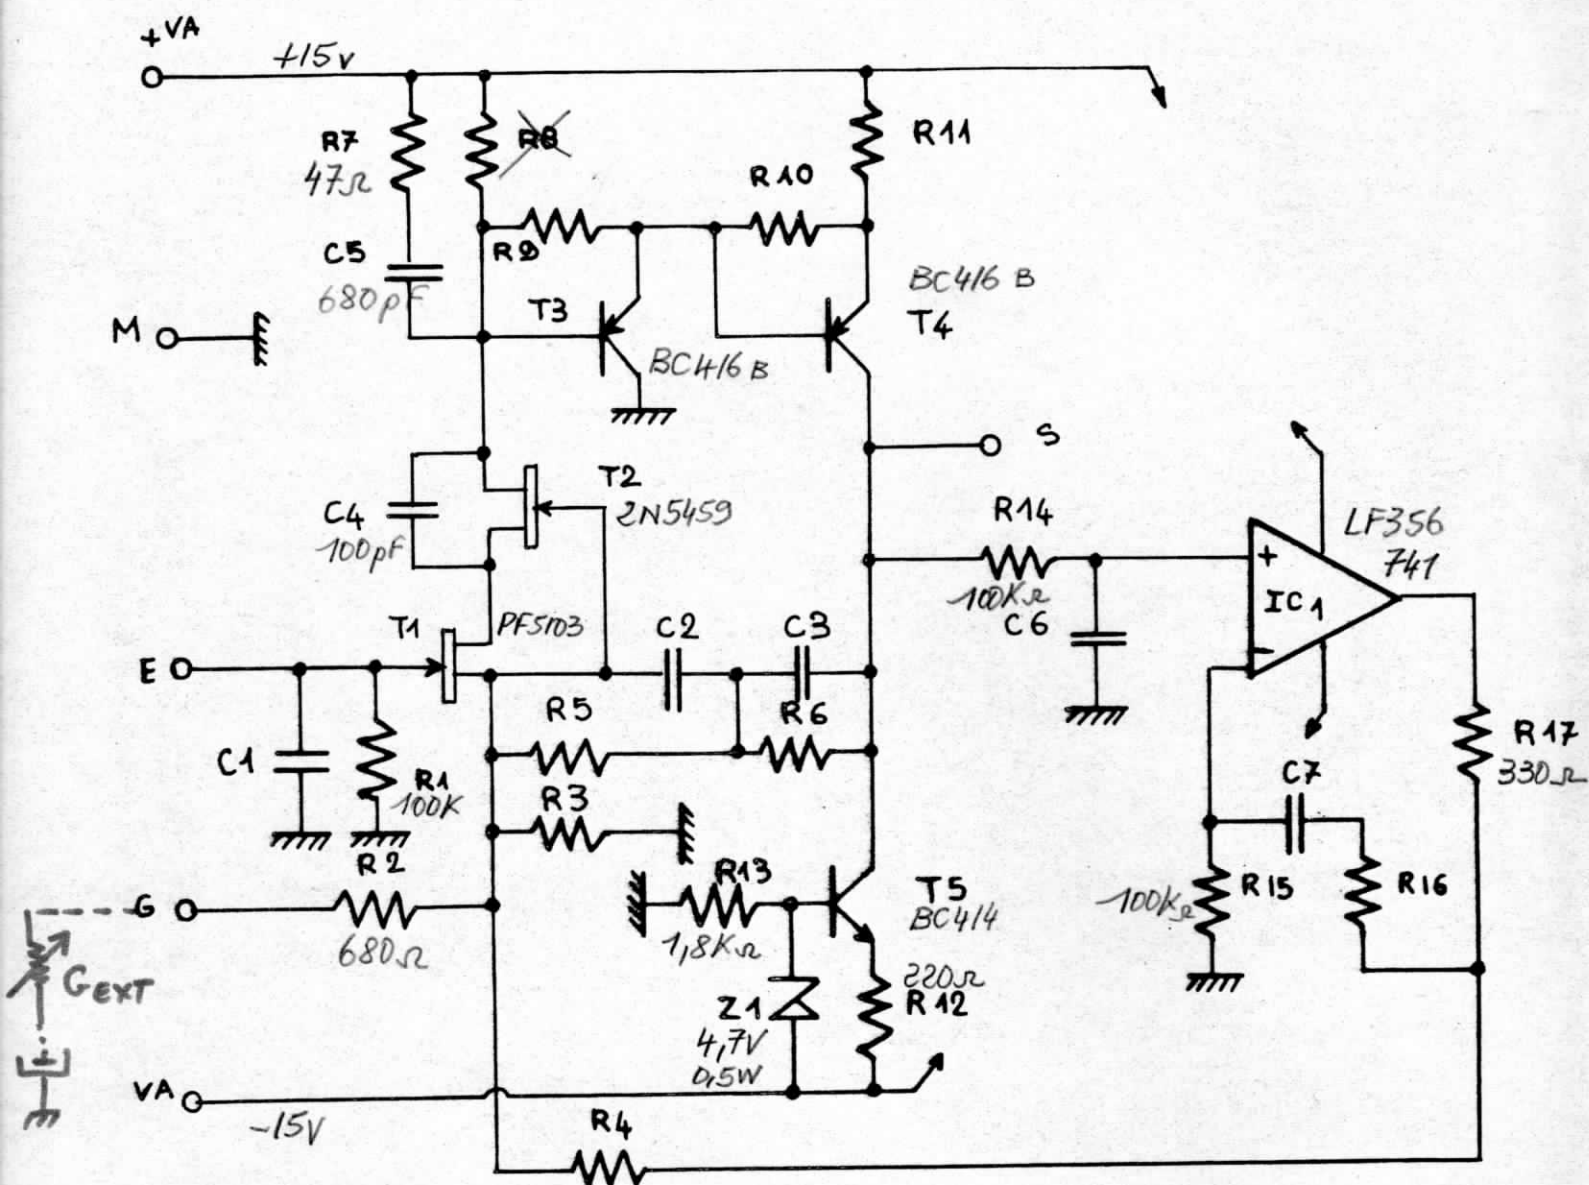 +VA
+15v
R7
47Ω
R8
R11
R10
R9
C5
680pF
BC416 B
T4
T3
BC416 B
M
S
T2
2N5459
C4
100pF
R14
100KΩ
C6
LF356
741
+
IC1
−
T1
PF5103
C2
C3
E
R5
R6
C1
R1
100K
R3
R17
330Ω
C7
R2
R13
1,8KΩ
T5
BC414
100KΩ
R15
R16
G
680Ω
GEXT
+
Z1
4,7V
0,5W
220Ω
R12
VA
-15V
R4